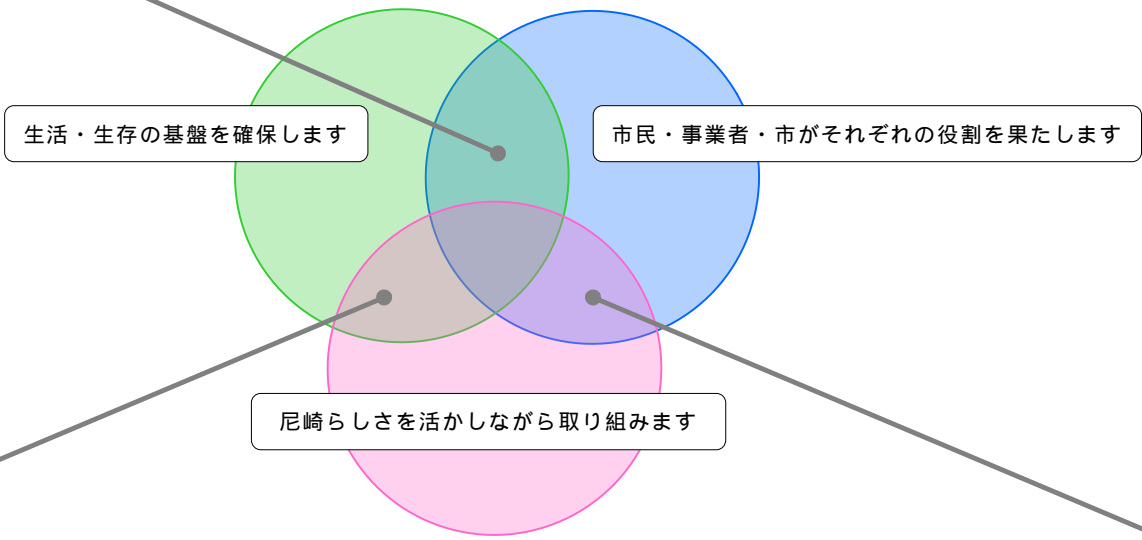 生活・生存の基盤を確保します
市民・事業者・市がそれぞれの役割を果たします
尼崎らしさを活かしながら取り組みます